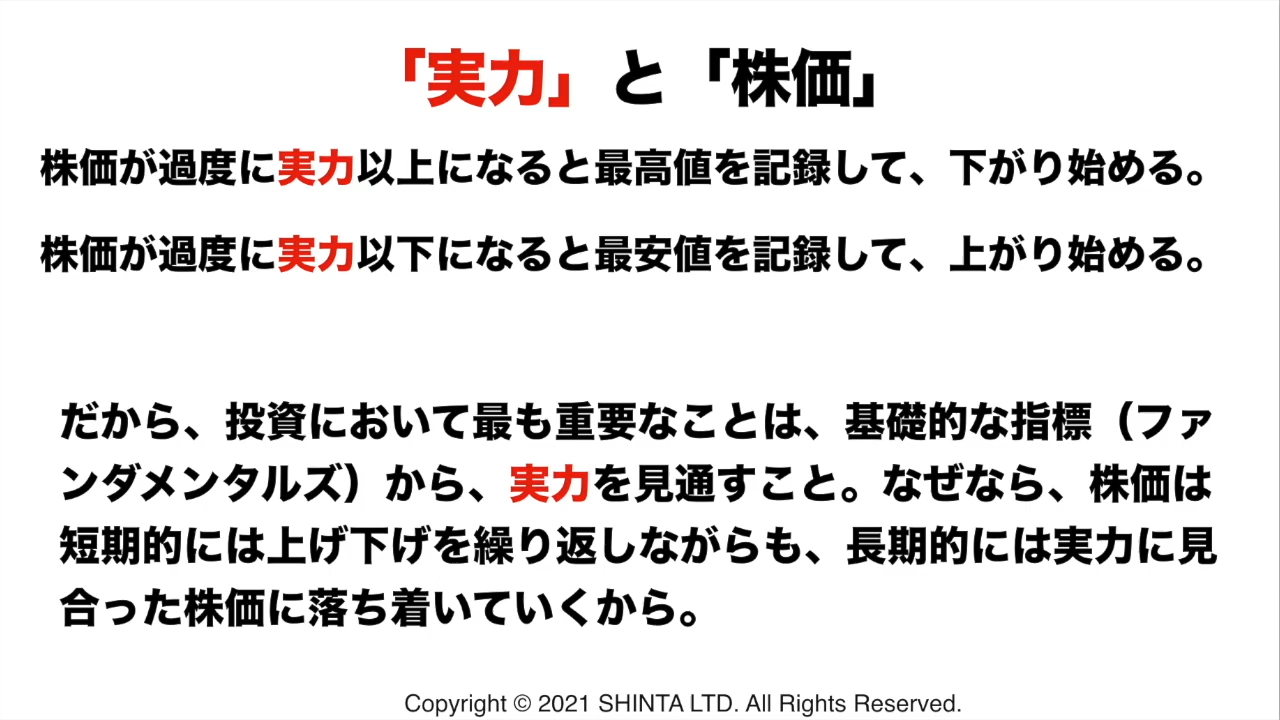 「実力」と「株価」
株価が過度に実力以上になると最高値を記録して、下がり始める。
株価が過度に実力以下になると最安値を記録して、上がり始める。
だから、投資において最も重要なことは、基礎的な指標（ファ
ンダメンタルズ）から、実力を見通すこと。なぜなら、株価は
短期的には上げ下げを繰り返しながらも、長期的には実力に見
合った株価に落ち着いていくから。
Copyright © 2021 SHINTA LTD. All Rights Reserved.